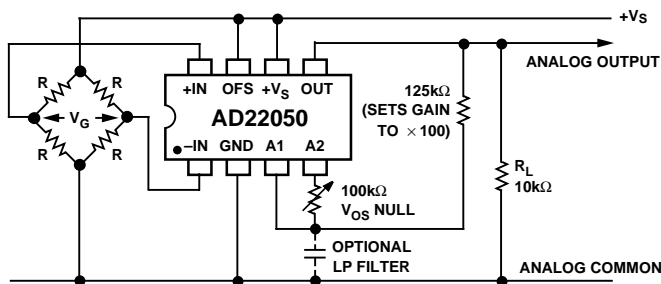 +VS
ANALOG OUTPUT
R
R
VG
R
R
+IN OFS +VS OUT
AD22050
–IN GND A1 A2
125kΩ
(SETS GAIN
TO ×100)
RL
10kΩ
100kΩ
VOS NULL
OPTIONAL
LP FILTER
ANALOG COMMON